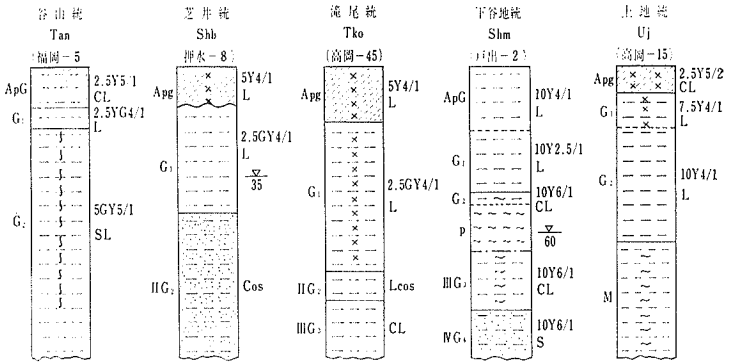 谷山統
Tan
(福岡-5
ApG
2.5Y5/1
CL
G₁
2.5YG4/1
L
G₂
5GY5/1
SL
芝井統
Shb
押水-8)
Apg
5Y4/1
L
G₁
2.5GY4/1
L
35
IIG₂
Cos
滝尾統
Tko
(高岡-45)
Apg
5Y4/1
L
G₁
2.5GY4/1
L
IIG₂
Lcos
IIIG₃
CL
下谷地統
Shm
(戸出-2)
ApG
10Y4/1
L
G₁
10Y2.5/1
L
G₂
10Y6/1
CL
P
60
IIIG₃
10Y6/1
CL
IVG₄
10Y6/1
S
上地統
Uj
(高岡-15)
Apg
2.5Y5/2
CL
G₁
7.5Y4/1
L
G₂
10Y4/1
L
M